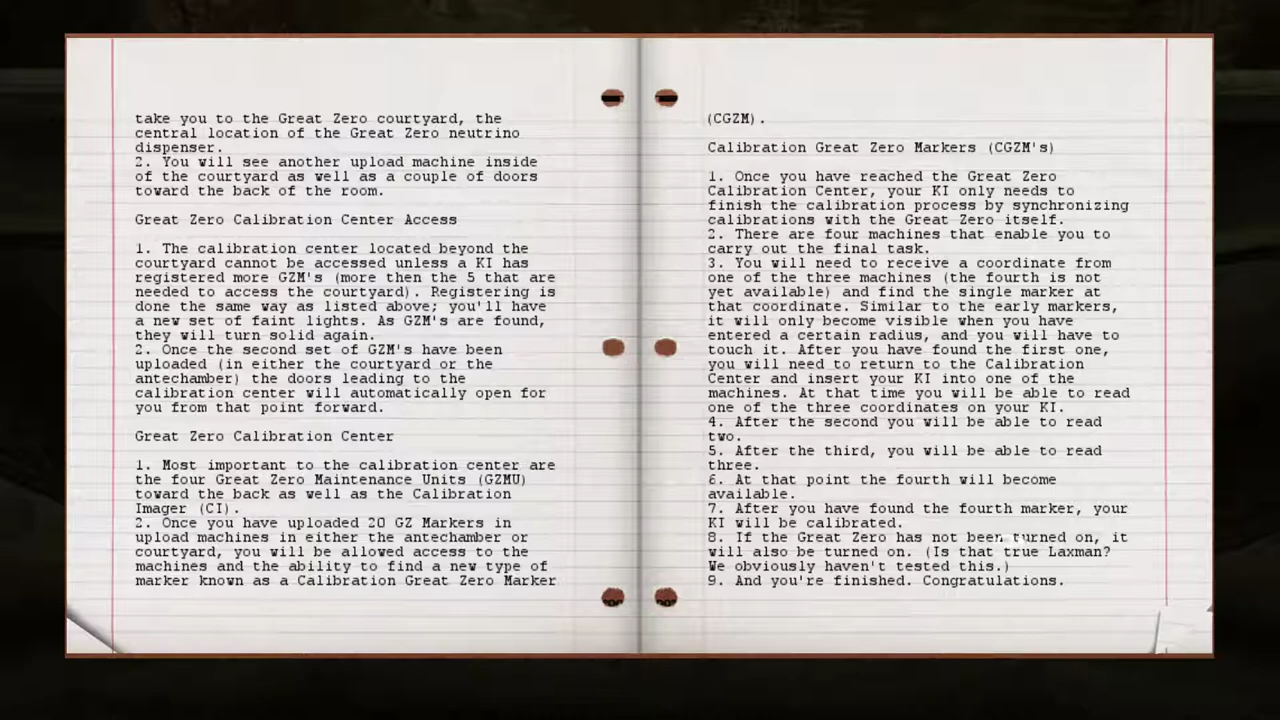 take you to the Great Zero courtyard, the
central location of the Great Zero neutrino
dispenser.
2. You will see another upload machine inside
of the courtyard as well as a couple of doors
toward the back of the room.
Great Zero Calibration Center Access
1. The calibration center located beyond the
courtyard cannot be accessed unless a KI has
registered more GZM's (more then the 5 that are
needed to access the courtyard). Registering is
done the same way as listed above; you'll have
a new set of faint lights. As GZM's are found,
they will turn solid again.
2. Once the second set of GZM's have been
uploaded (in either the courtyard or the
antechamber) the doors leading to the
calibration center will automatically open for
you from that point forward.
Great Zero Calibration Center
1. Most important to the calibration center are
the four Great Zero Maintenance Units (GZMU)
toward the back as well as the Calibration
Imager (CI).
2. Once you have uploaded 20 GZ Markers in
upload machines in either the antechamber or
courtyard, you will be allowed access to the
machines and the ability to find a new type of
marker known as a Calibration Great Zero Marker
(CGZM).
Calibration Great Zero Markers (CGZM's)
1. Once you have reached the Great Zero
Calibration Center, your KI only needs to
finish the calibration process by synchronizing
calibrations with the Great Zero itself.
2. There are four machines that enable you to
carry out the final task.
3. You will need to receive a coordinate from
one of the three machines (the fourth is not
yet available) and find the single marker at
that coordinate. Similar to the early markers,
it will only become visible when you have
entered a certain radius, and you will have to
touch it. After you have found the first one,
you will need to return to the Calibration
Center and insert your KI into one of the
machines. At that time you will be able to read
one of the three coordinates on your KI.
4. After the second you will be able to read
two.
5. After the third, you will be able to read
three.
6. At that point the fourth will become
available.
7. After you have found the fourth marker, your
KI will be calibrated.
8. If the Great Zero has not been turned on, it
will also be turned on. (Is that true Laxman?
We obviously haven't tested this.)
9. And you're finished. Congratulations.